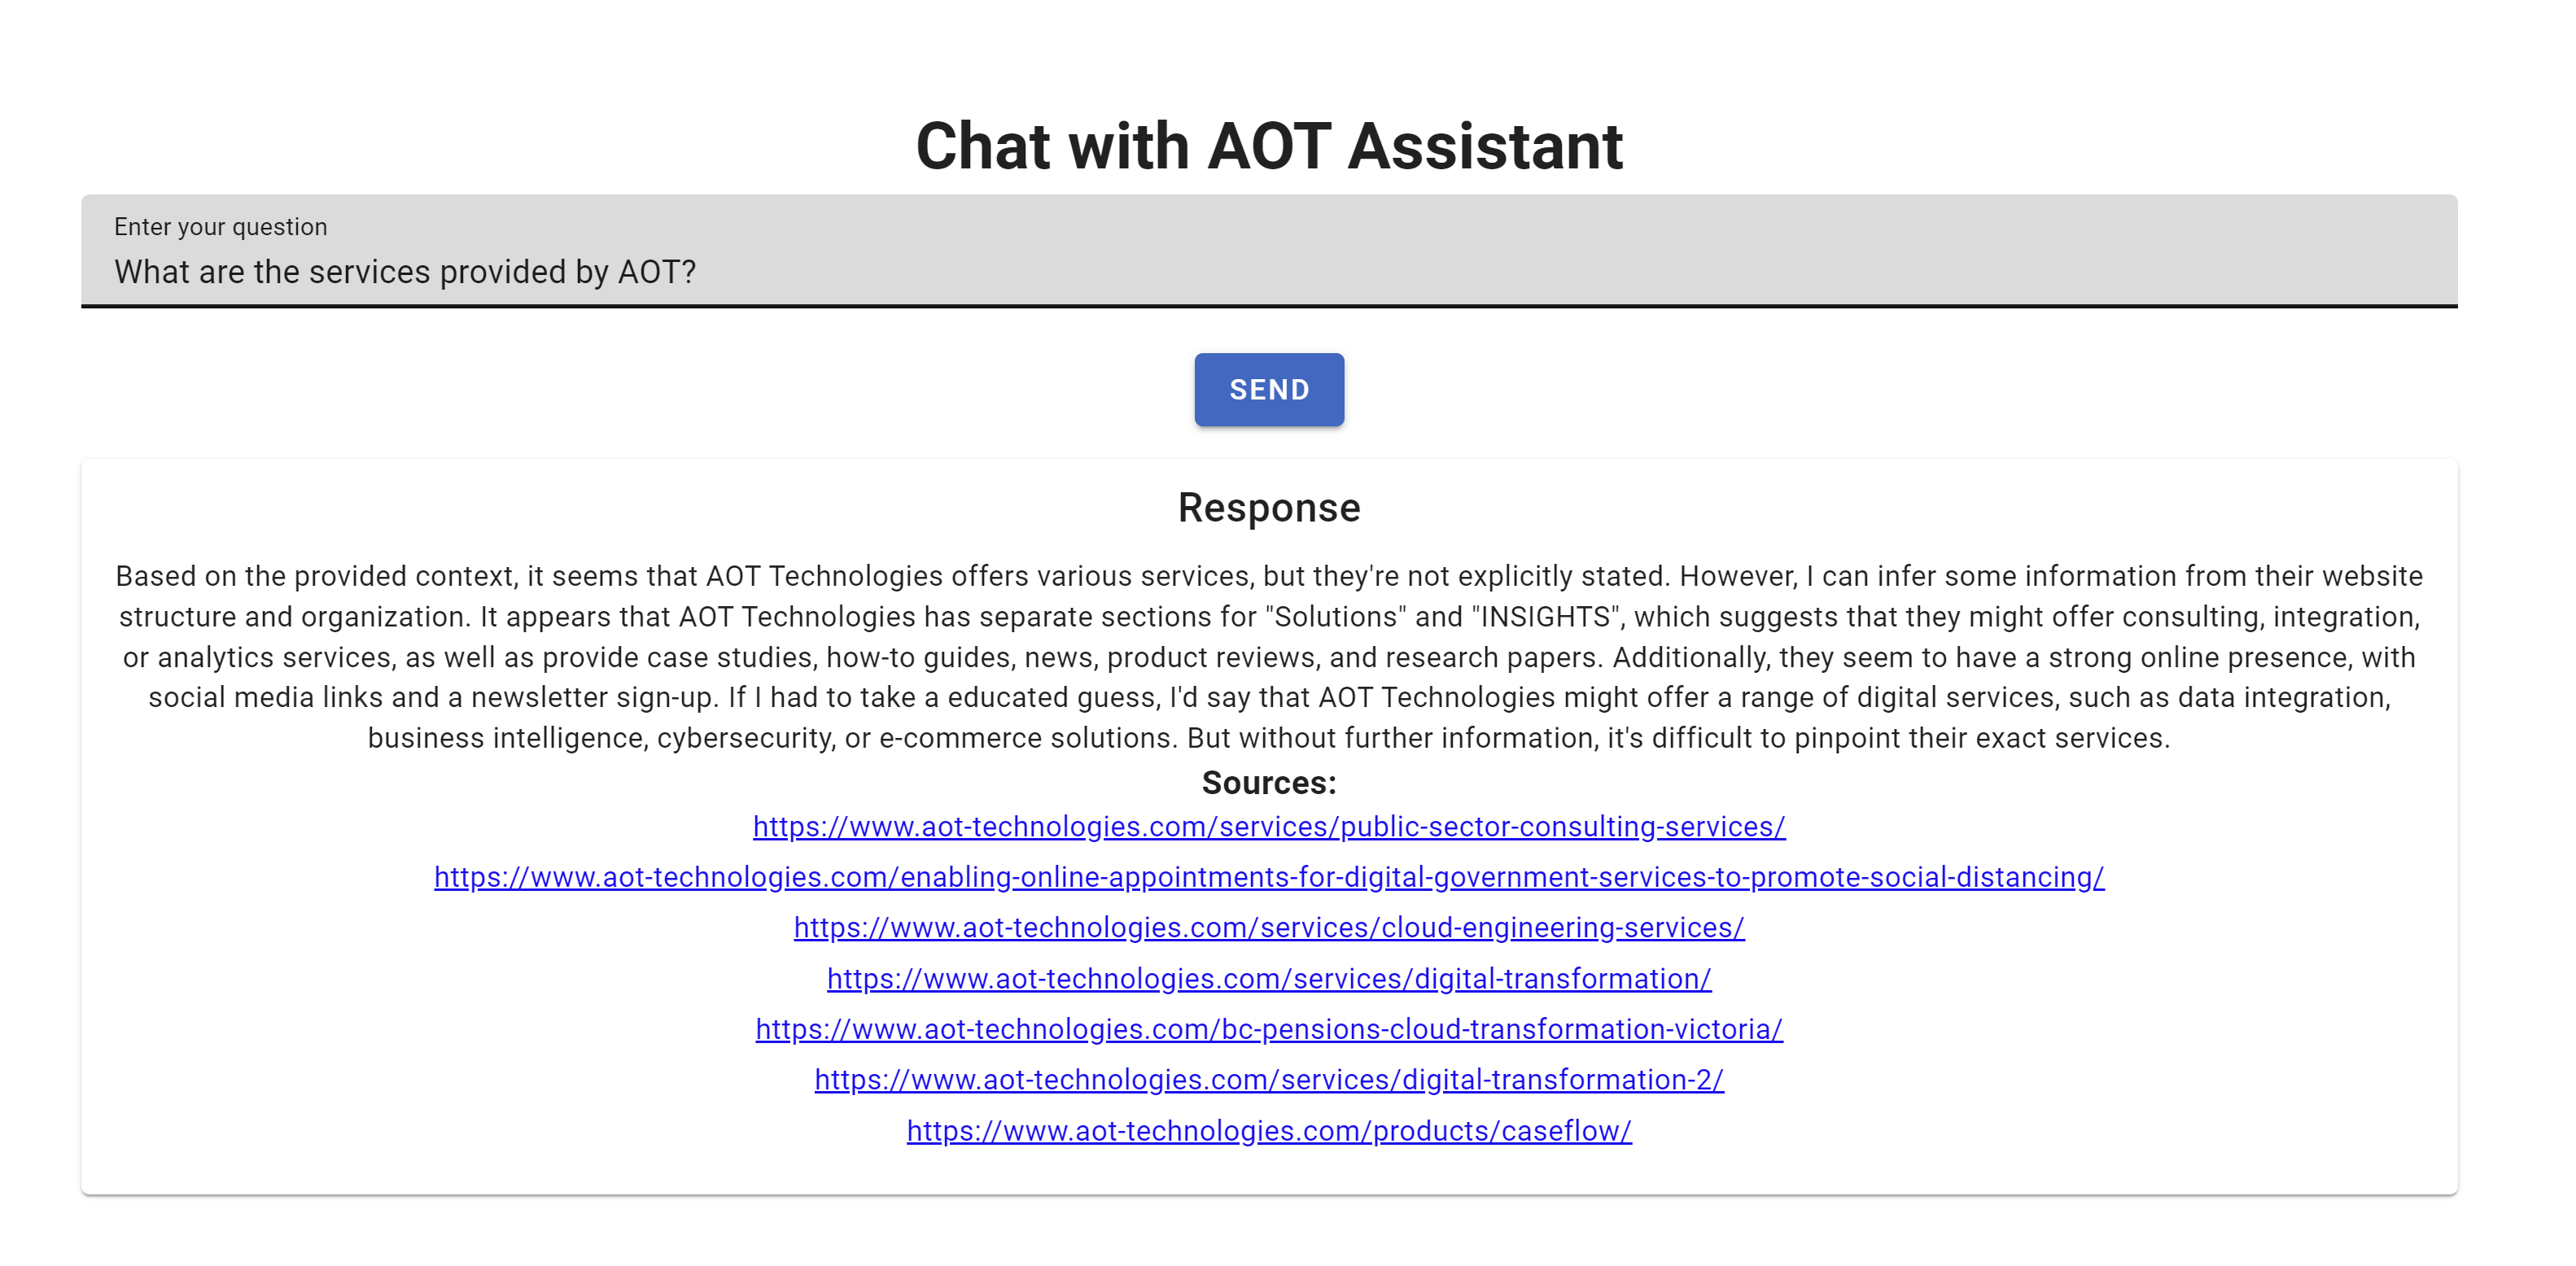 Chat with AOT Assistant
Enter your question
What are the services provided by AOT?
SEND
Response
Based on the provided context, it seems that AOT Technologies offers various services, but they're not explicitly stated. However, I can infer some information from their website
structure and organization. It appears that AOT Technologies has separate sections for "Solutions" and "INSIGHTS", which suggests that they might offer consulting, integration,
or analytics services, as well as provide case studies, how-to guides, news, product reviews, and research papers. Additionally, they seem to have a strong online presence, with
social media links and a newsletter sign-up. If I had to take a educated guess, I'd say that AOT Technologies might offer a range of digital services, such as data integration,
business intelligence, cybersecurity, or e-commerce solutions. But without further information, it's difficult to pinpoint their exact services.
Sources:
https://www.aot-technologies.com/services/public-sector-consulting-services/
https://www.aot-technologies.com/enabling-online-appointments-for-digital-government-services-to-promote-social-distancing/
https://www.aot-technologies.com/services/cloud-engineering-services/
https://www.aot-technologies.com/services/digital-transformation/
https://www.aot-technologies.com/bc-pensions-cloud-transformation-victoria/
https://www.aot-technologies.com/services/digital-transformation-2/
https://www.aot-technologies.com/products/caseflow/